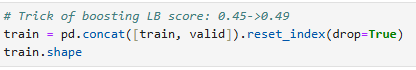 # Trick of boosting LB score: 0.45->0.49
train = pd.concat([train, valid]).reset_index(drop=True)
train.shape